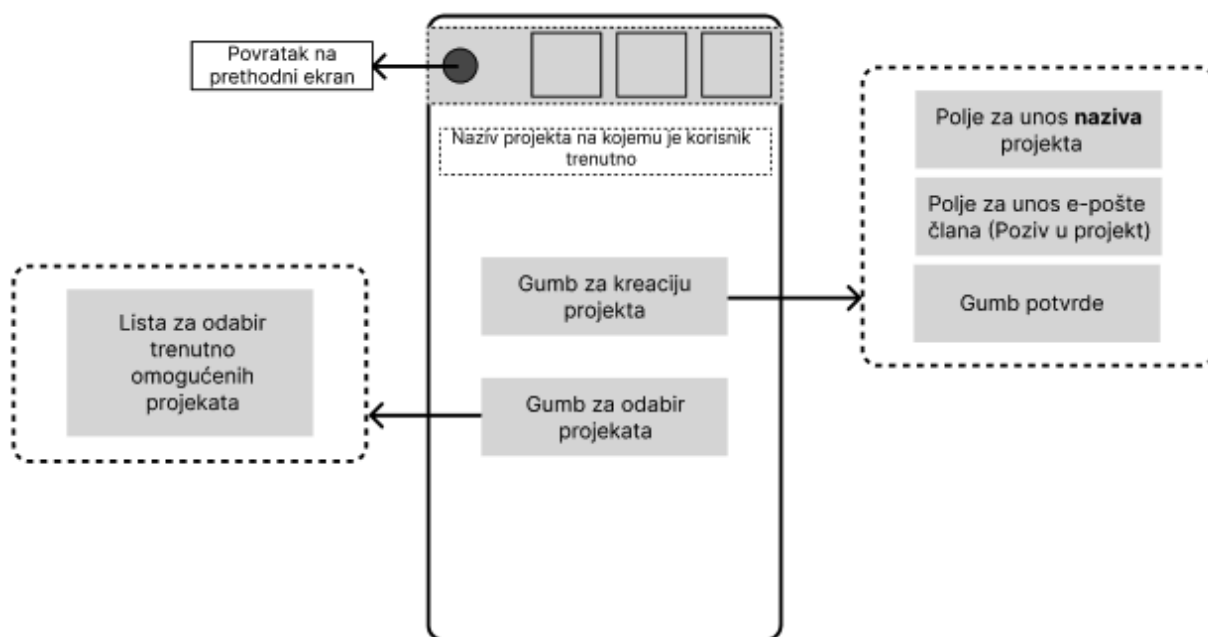 Povratak na
prethodni ekran
Naziv projekta na kojemu je korisnik
trenutno
Polje za unos naziva
projekta
Polje za unos e-pošte
člana (Poziv u projekt)
Gumb potvrde
Gumb za kreaciju
projekta
Gumb za odabir
projekata
Lista za odabir
trenutno
omogućenih
projekata